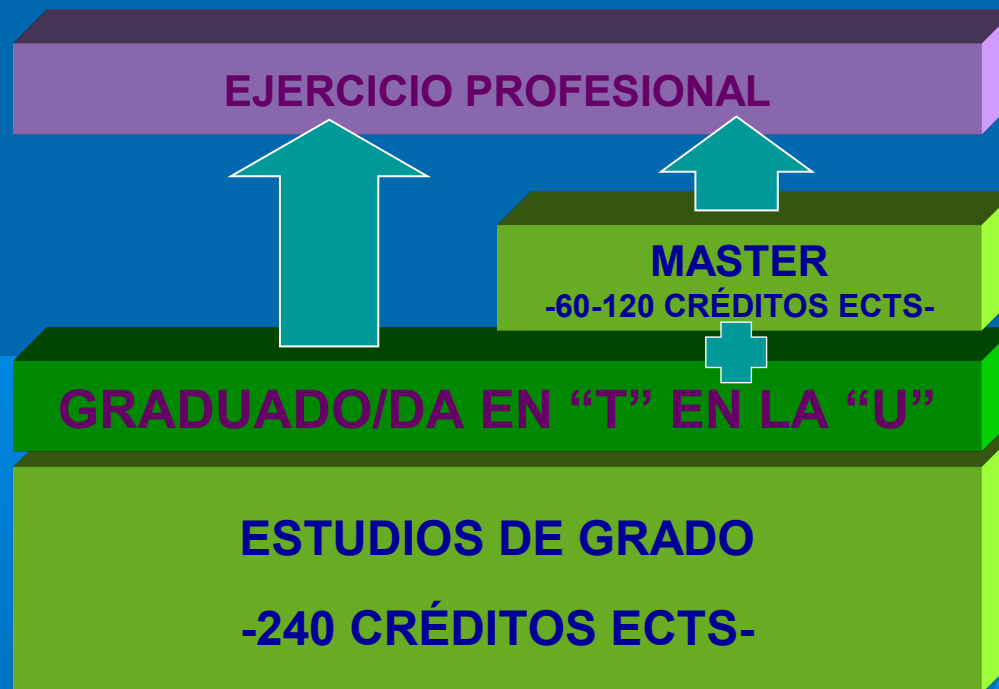 EJERCICIO PROFESIONAL
MASTER
-60-120 CRÉDITOS ECTS-
GRADUADO/DA EN “T” EN LA “U”
ESTUDIOS DE GRADO
-240 CRÉDITOS ECTS-